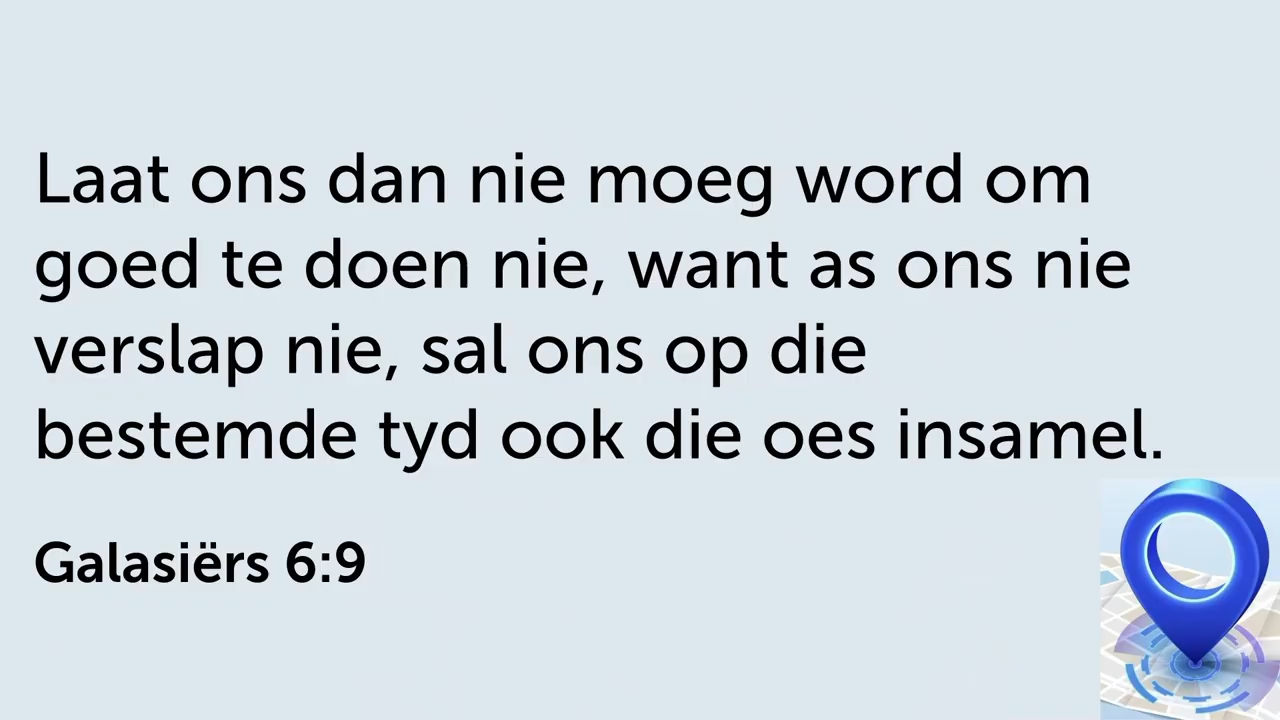 Laat ons dan nie moeg word om
goed te doen nie, want as ons nie
verslap nie, sal ons op die
bestemde tyd ook die oes insamel.
Galasiërs 6:9